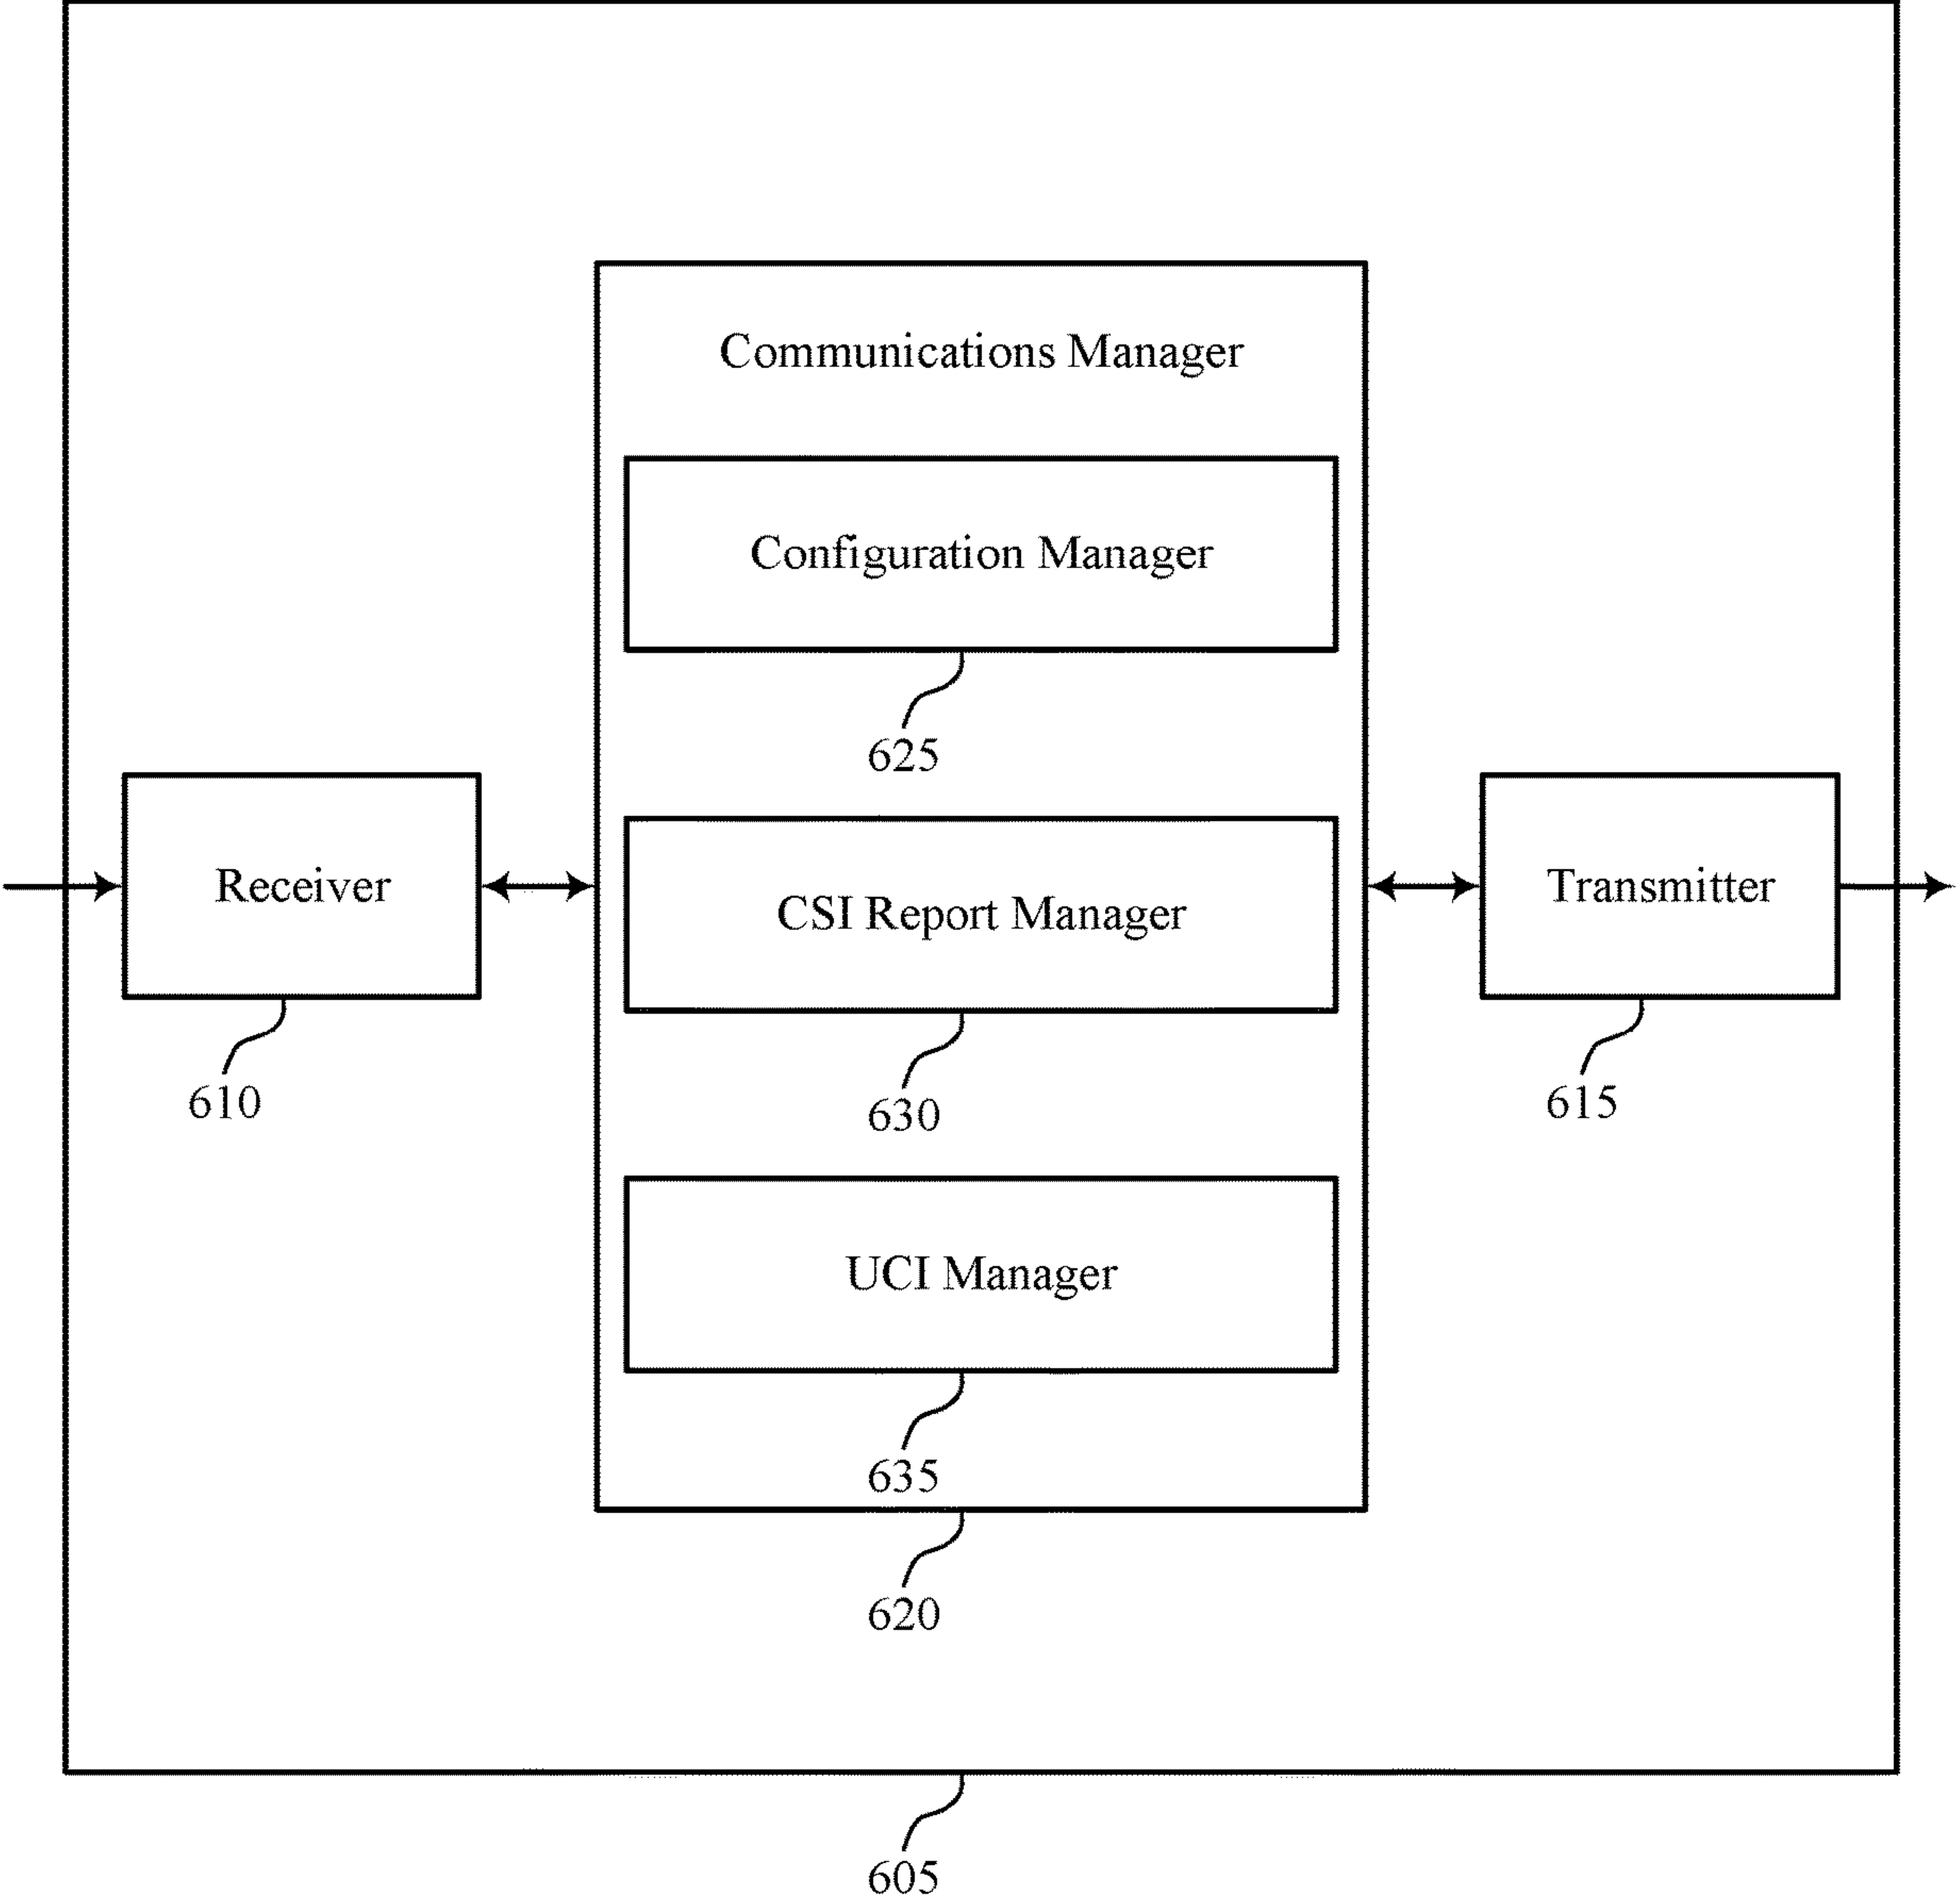 Communications Manager
Configuration Manager
625
Receiver
610
CSI Report Manager
630
Transmitter
615
UCI Manager
635
620
605